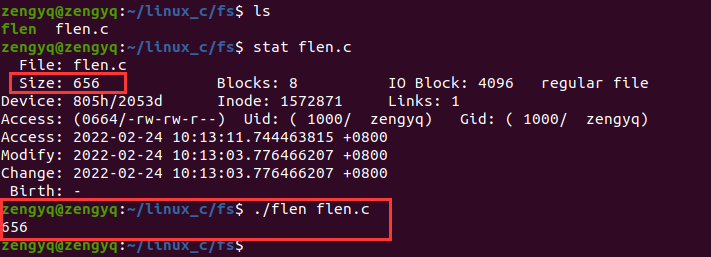 zengyq@zengyq:~/linux_c/fs$ ls
flen  flen.c
zengyq@zengyq:~/linux_c/fs$ stat flen.c
  File: flen.c
  Size: 656             Blocks: 8          IO Block: 4096   regular file
Device: 805h/2053d      Inode: 1572871     Links: 1
Access: (0664/-rw-rw-r--)  Uid: ( 1000/  zengyq)   Gid: ( 1000/  zengyq)
Access: 2022-02-24 10:13:11.744463815 +0800
Modify: 2022-02-24 10:13:03.776466207 +0800
Change: 2022-02-24 10:13:03.776466207 +0800
 Birth: -
zengyq@zengyq:~/linux_c/fs$ ./flen flen.c
656
zengyq@zengyq:~/linux_c/fs$